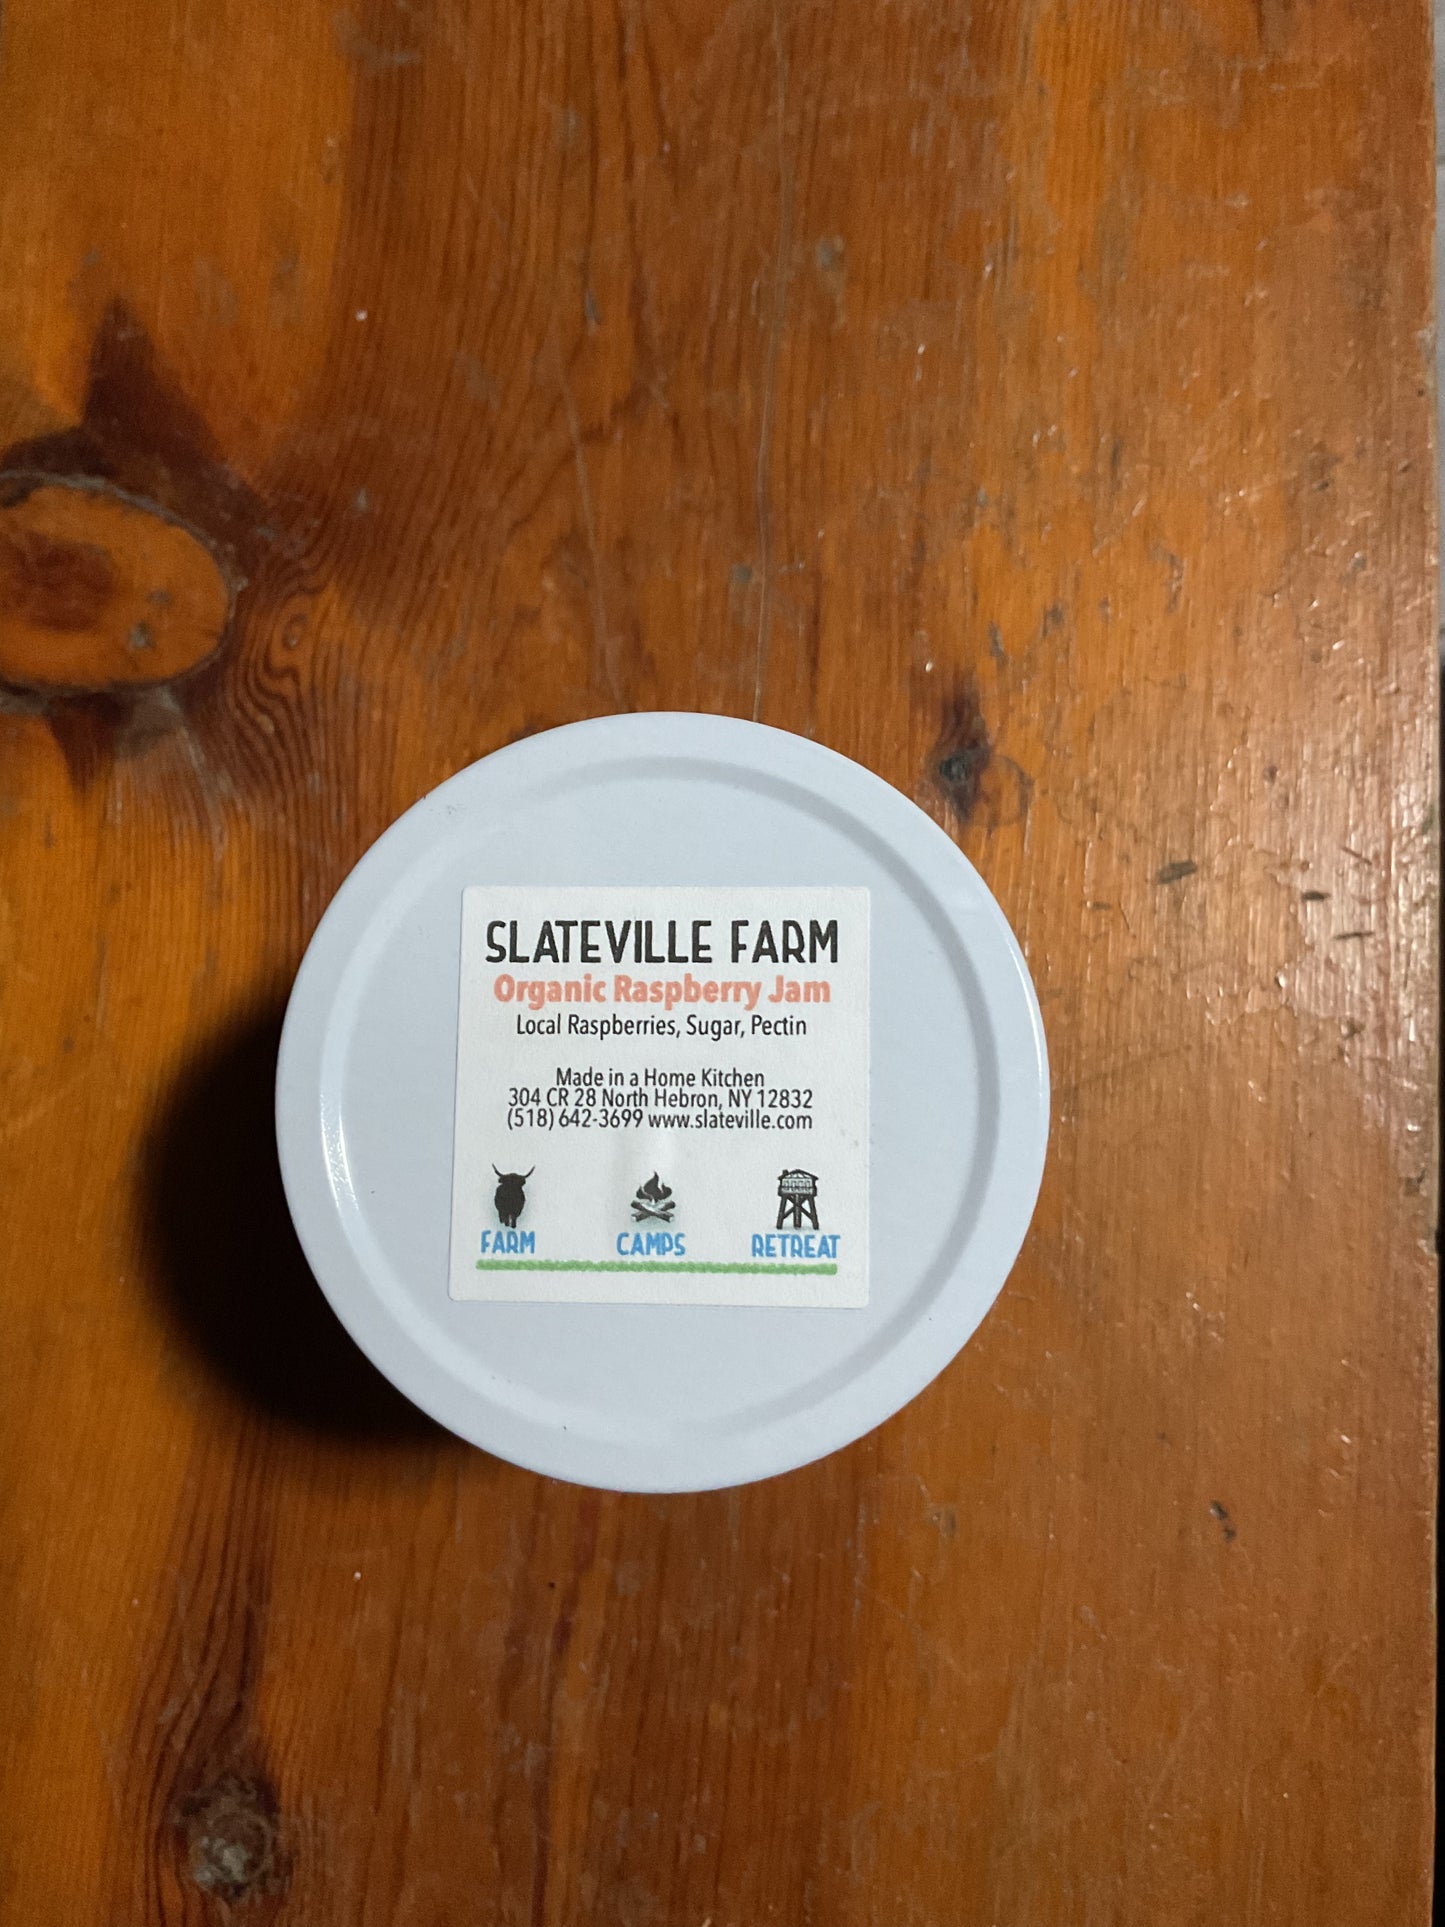 SLATEVILLE FARM
Organic Raspberry Jam
Local Raspberries, Sugar, Pectin
Made in a Home Kitchen
304 CR 28 North Hebron, NY 12832
(518) 642-3699 www.slateville.com
FARM CAMPS RETREAT